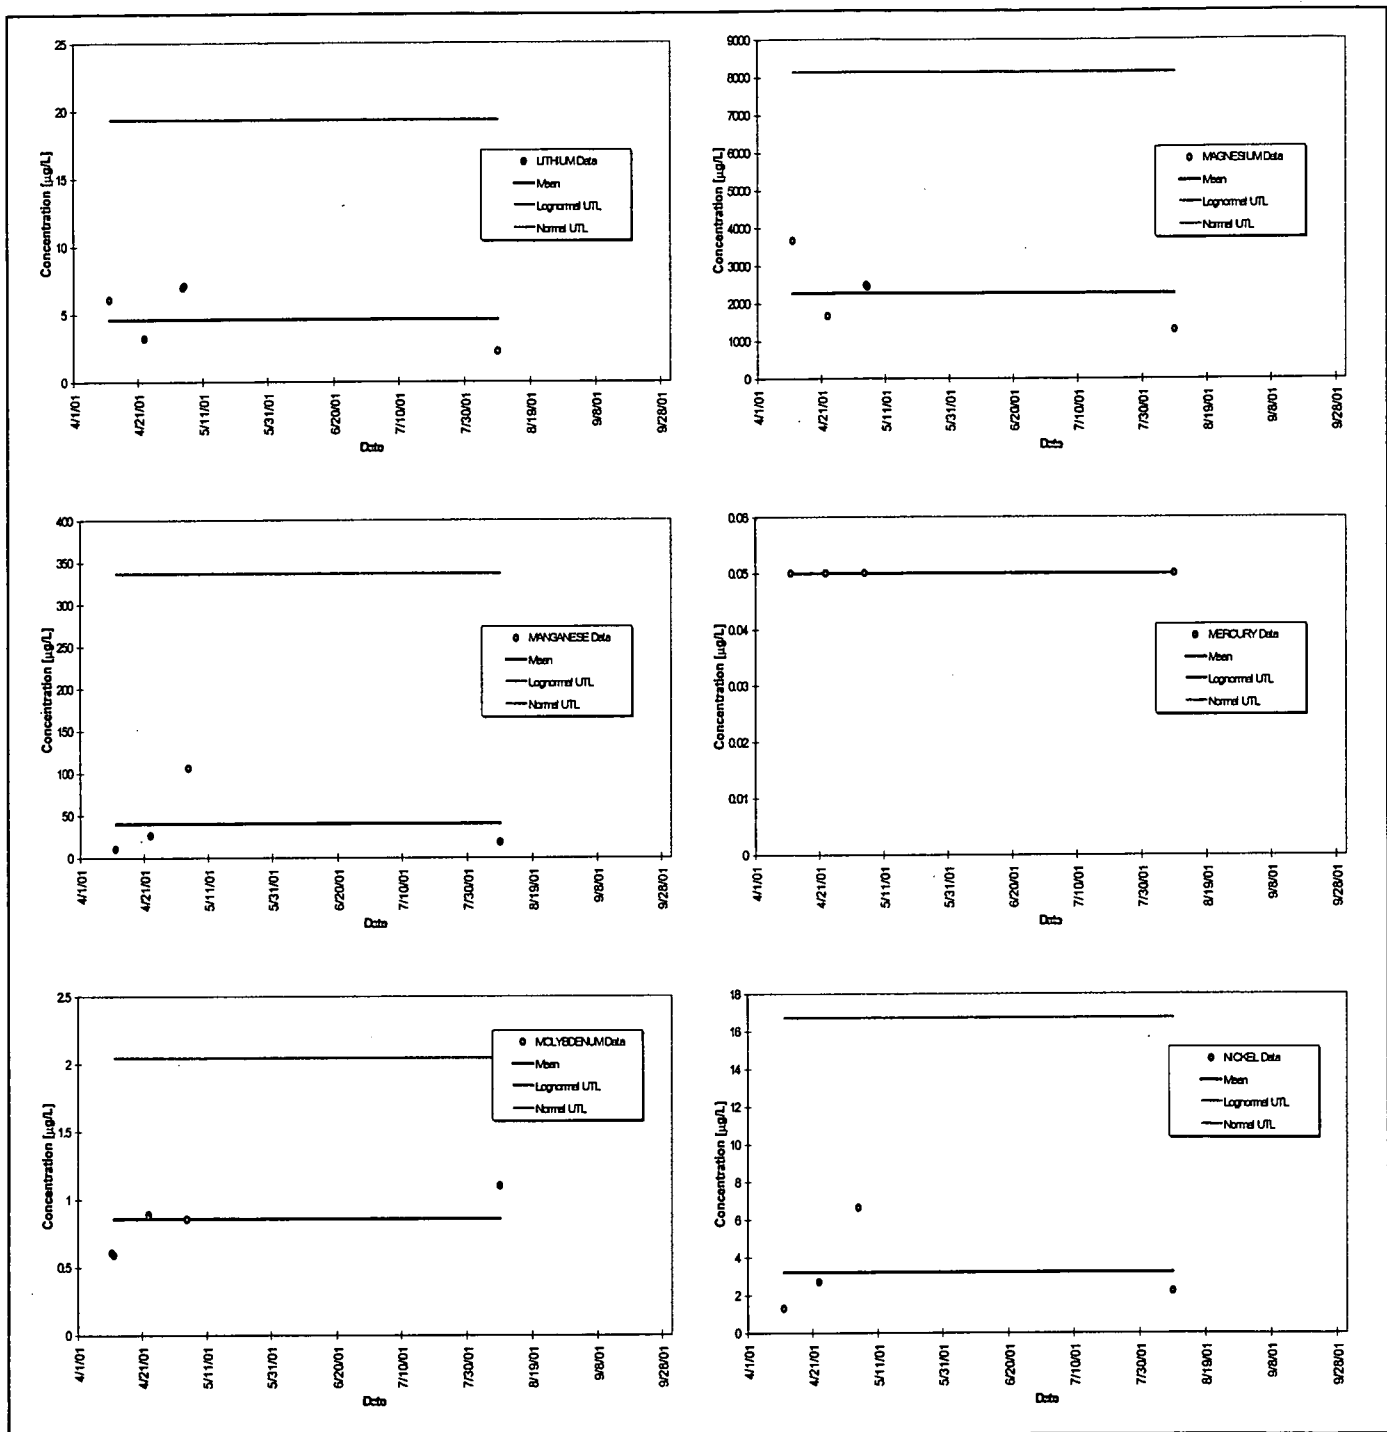 Concentration [µg/L]
25
20
15
10
5
0
LITHIUM Data
Mean
Lognormal UTL
Normal UTL
4/1/01 4/21/01 5/11/01 5/31/01 6/20/01 7/10/01 7/30/01 8/19/01 9/8/01 9/28/01
Date
Concentration [µg/L]
9000
8000
7000
6000
5000
4000
3000
2000
1000
0
MAGNESIUM Data
Mean
Lognormal UTL
Normal UTL
4/1/01 4/21/01 5/11/01 5/31/01 6/20/01 7/10/01 7/30/01 8/19/01 9/8/01 9/28/01
Date
Concentration [µg/L]
400
350
300
250
200
150
100
50
0
MANGANESE Data
Mean
Lognormal UTL
Normal UTL
4/1/01 4/21/01 5/11/01 5/31/01 6/20/01 7/10/01 7/30/01 8/19/01 9/8/01 9/28/01
Date
Concentration [µg/L]
0.06
0.05
0.04
0.03
0.02
0.01
0
MERCURY Data
Mean
Lognormal UTL
Normal UTL
4/1/01 4/21/01 5/11/01 5/31/01 6/20/01 7/10/01 7/30/01 8/19/01 9/8/01 9/28/01
Date
Concentration [µg/L]
2.5
2
1.5
1
0.5
0
MOLYBDENUM Data
Mean
Lognormal UTL
Normal UTL
4/1/01 4/21/01 5/11/01 5/31/01 6/20/01 7/10/01 7/30/01 8/19/01 9/8/01 9/28/01
Date
Concentration [µg/L]
18
16
14
12
10
8
6
4
2
0
NICKEL Data
Mean
Lognormal UTL
Normal UTL
4/1/01 4/21/01 5/11/01 5/31/01 6/20/01 7/10/01 7/30/01 8/19/01 9/8/01 9/28/01
Date